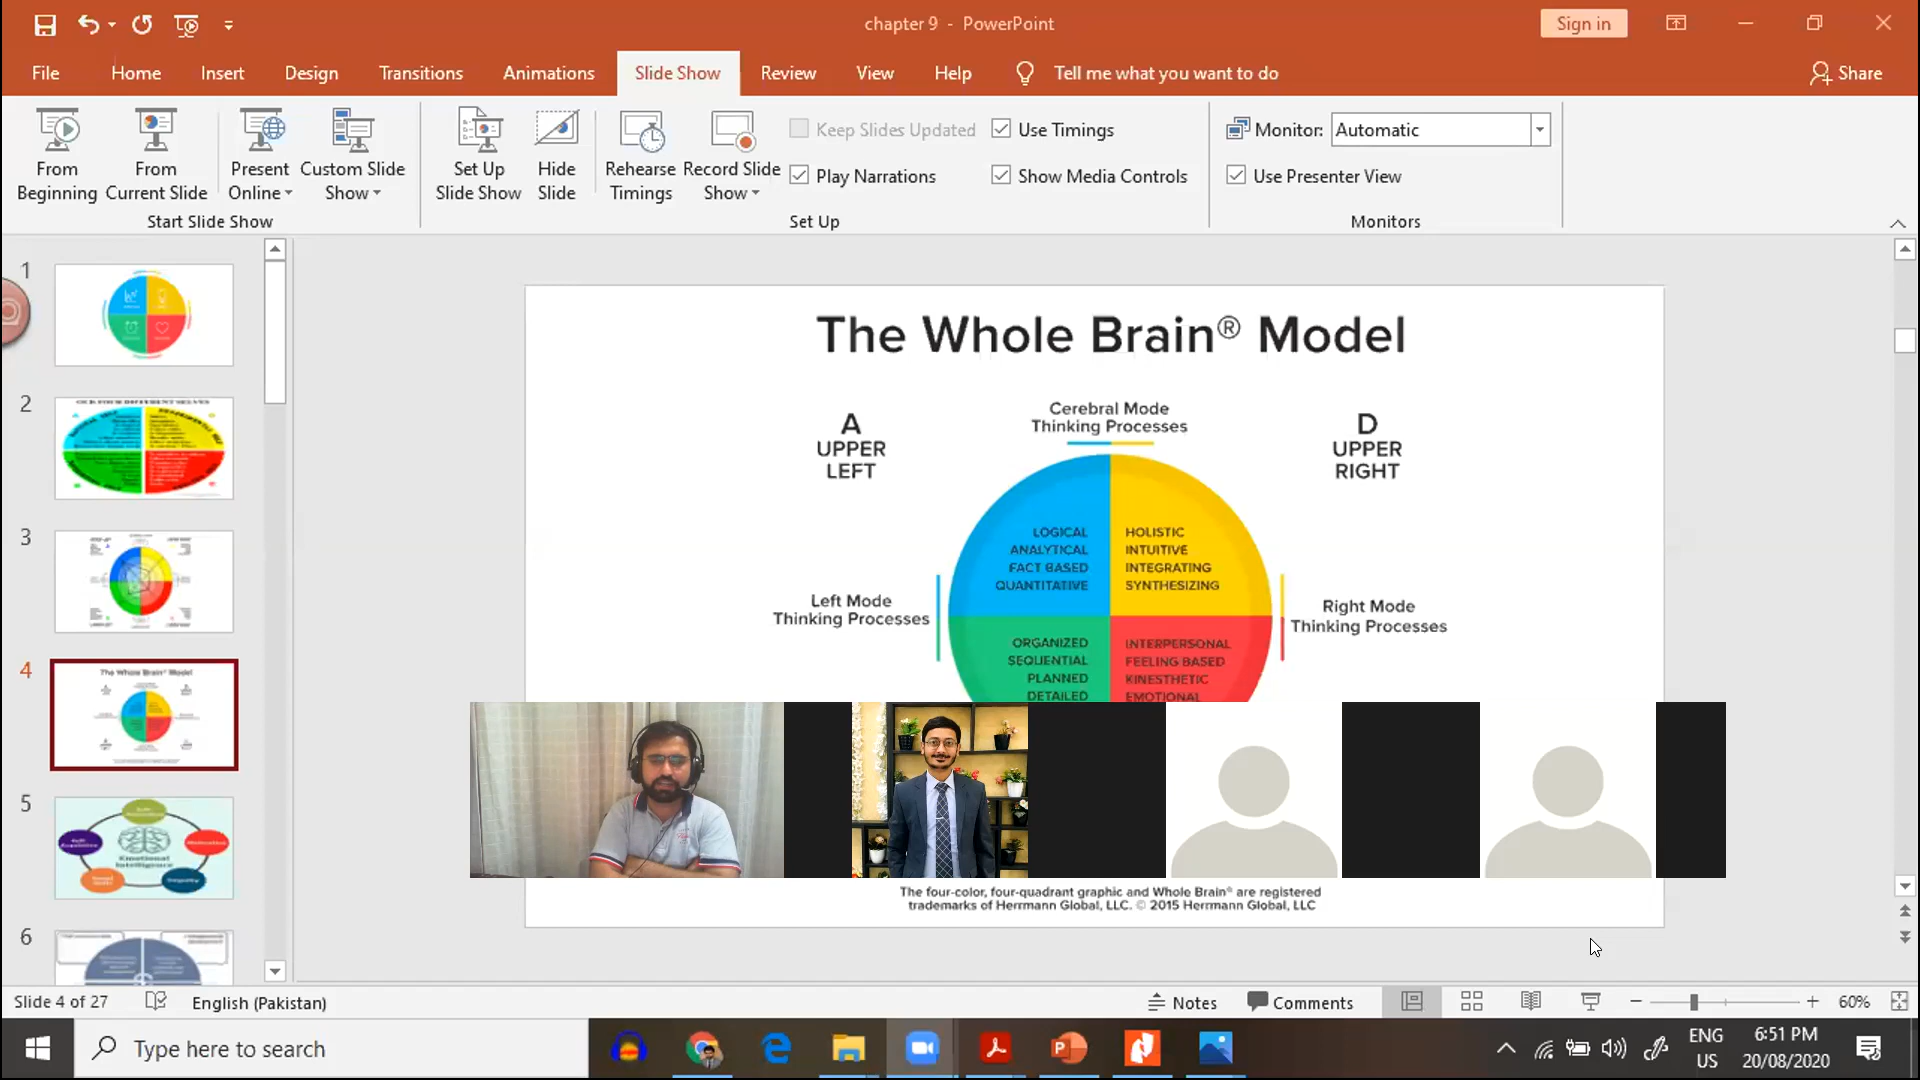 chapter 9 - PowerPoint
Sign in
File Home Insert Design Transitions Animations Slide Show Review View Help Tell me what you want to do Share
From Beginning
From Current Slide
Present Online
Custom Slide Show
Start Slide Show
Set Up Slide Show
Hide Slide
Rehearse Timings
Record Slide Show
Keep Slides Updated
Play Narrations
Use Timings
Show Media Controls
Set Up
Monitor: Automatic
Use Presenter View
Monitors
1
2
3
4
The Whole Brain® Model
5
Emotional
Intelligence
6
The Whole Brain® Model
A
UPPER
LEFT
Cerebral Mode
Thinking Processes
D
UPPER
RIGHT
LOGICAL
ANALYTICAL
FACT BASED
QUANTITATIVE
HOLISTIC
INTUITIVE
INTEGRATING
SYNTHESIZING
Left Mode
Thinking Processes
Right Mode
Thinking Processes
ORGANIZED
SEQUENTIAL
PLANNED
DETAILED
INTERPERSONAL
FEELING BASED
KINESTHETIC
EMOTIONAL
The four-color, four-quadrant graphic and Whole Brain® are registered
trademarks of Herrmann Global, LLC. © 2015 Herrmann Global, LLC
Slide 4 of 27 English (Pakistan) Notes Comments 60%
Type here to search
ENG
US
6:51 PM
20/08/2020